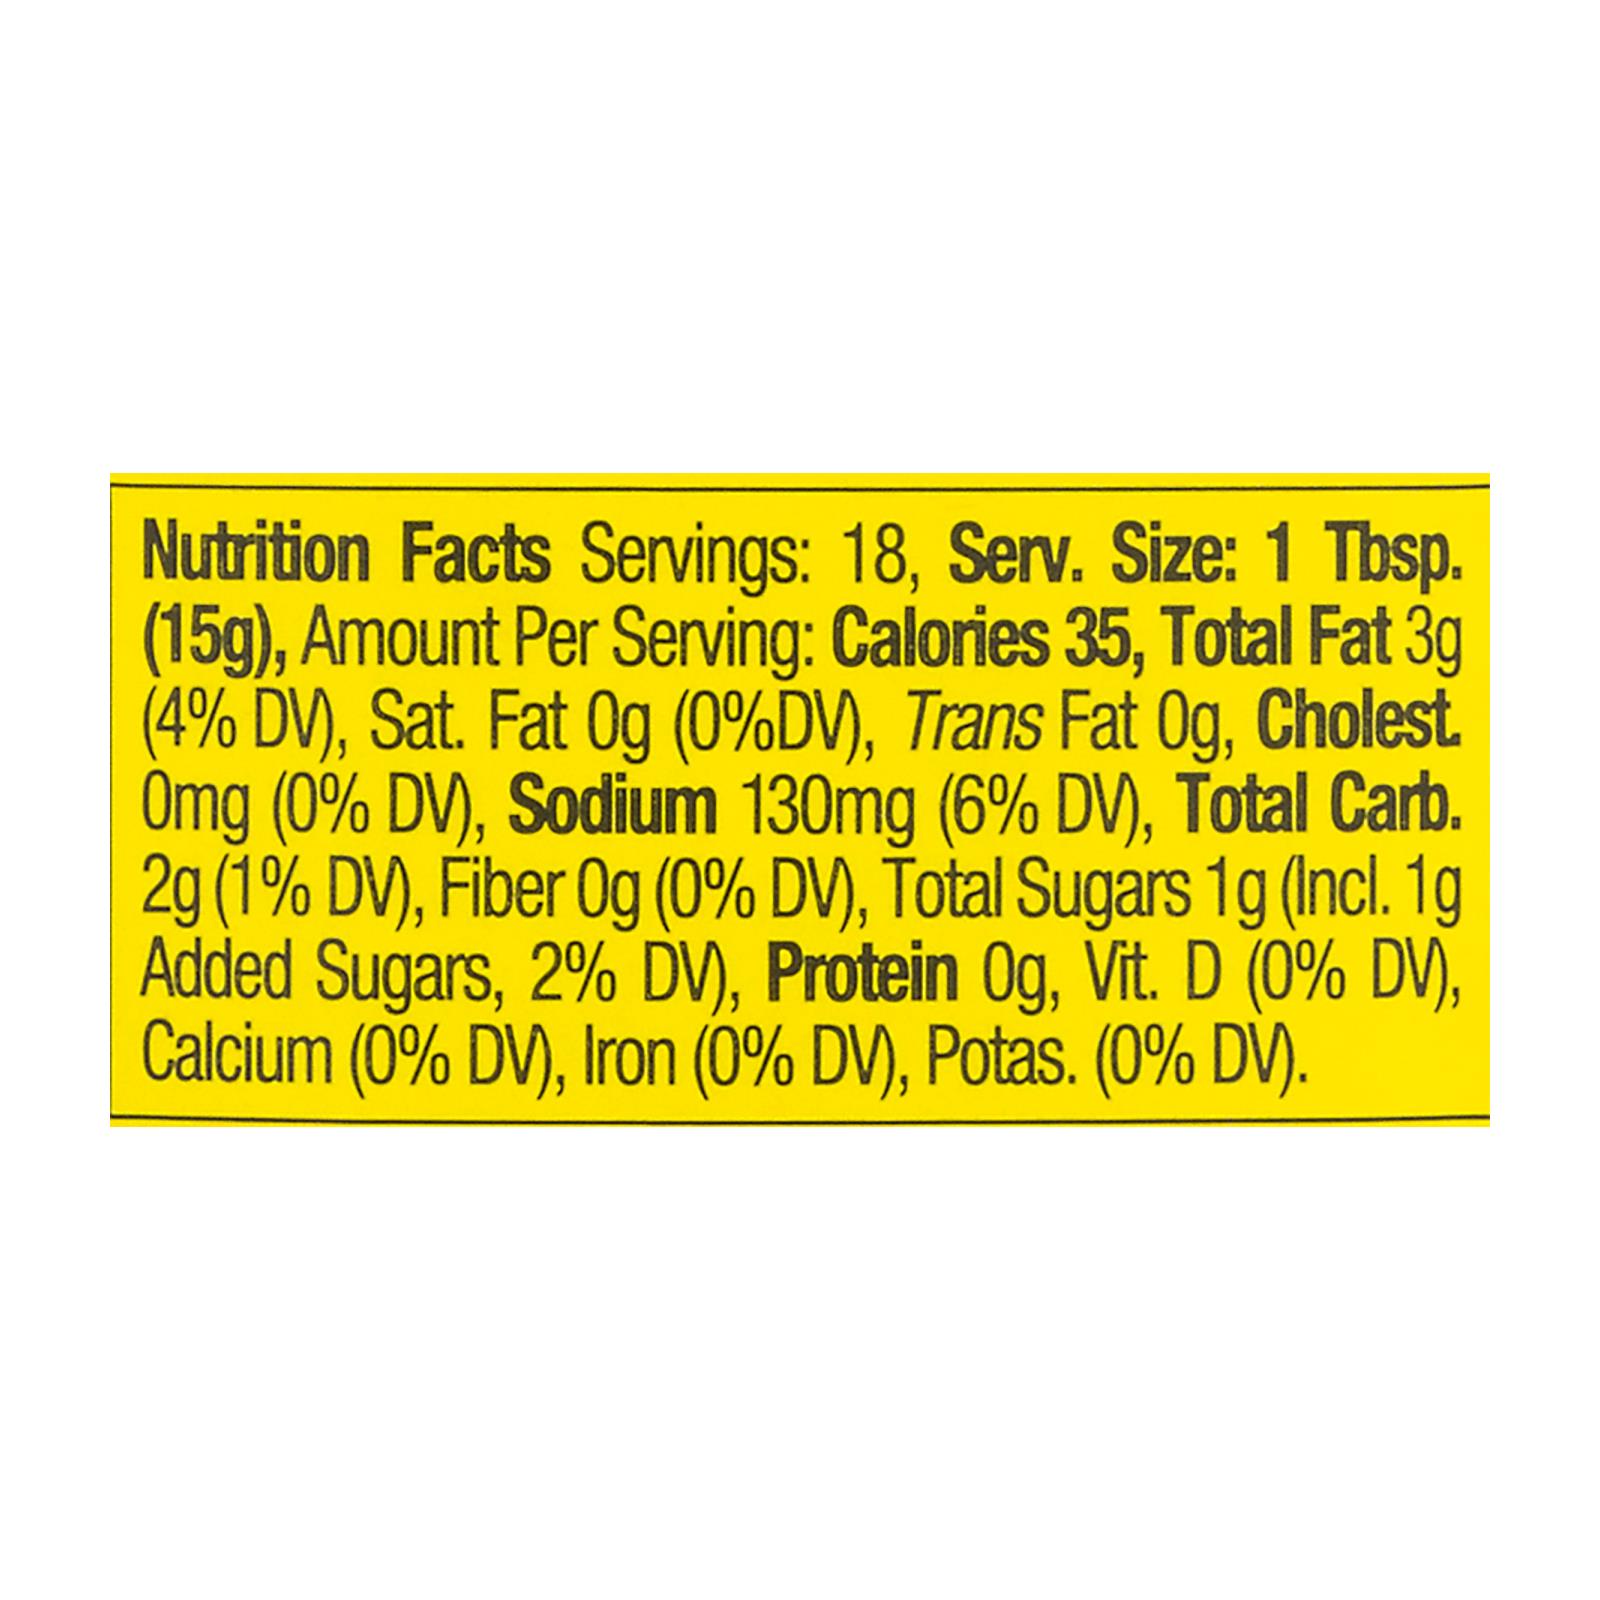 Nutrition Facts Servings: 18, Serv. Size: 1 Tbsp.
(15g), Amount Per Serving: Calories 35, Total Fat 3g
(4% DV), Sat. Fat 0g (0%DV), Trans Fat 0g, Cholest.
0mg (0% DV), Sodium 130mg (6% DV), Total Carb.
2g (1% DV), Fiber 0g (0% DV), Total Sugars 1g (Incl. 1g
Added Sugars, 2% DV), Protein 0g, Vit. D (0% DV),
Calcium (0% DV), Iron (0% DV), Potas. (0% DV).